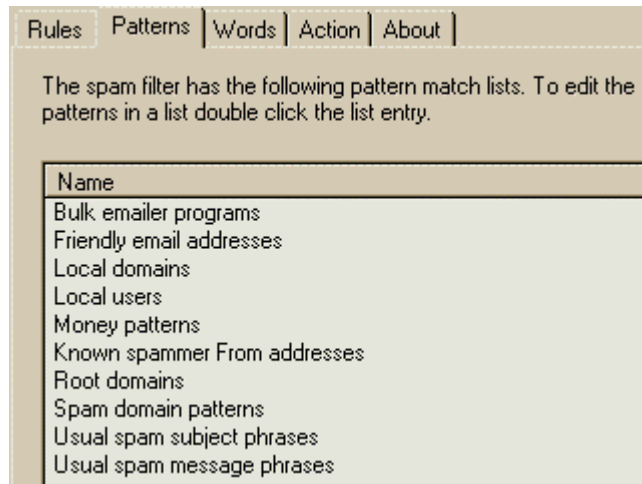 Rules Patterns Words Action About
The spam filter has the following pattern match lists. To edit the
patterns in a list double click the list entry.
Name
Bulk emailer programs
Friendly email addresses
Local domains
Local users
Money patterns
Known spammer From addresses
Root domains
Spam domain patterns
Usual spam subject phrases
Usual spam message phrases